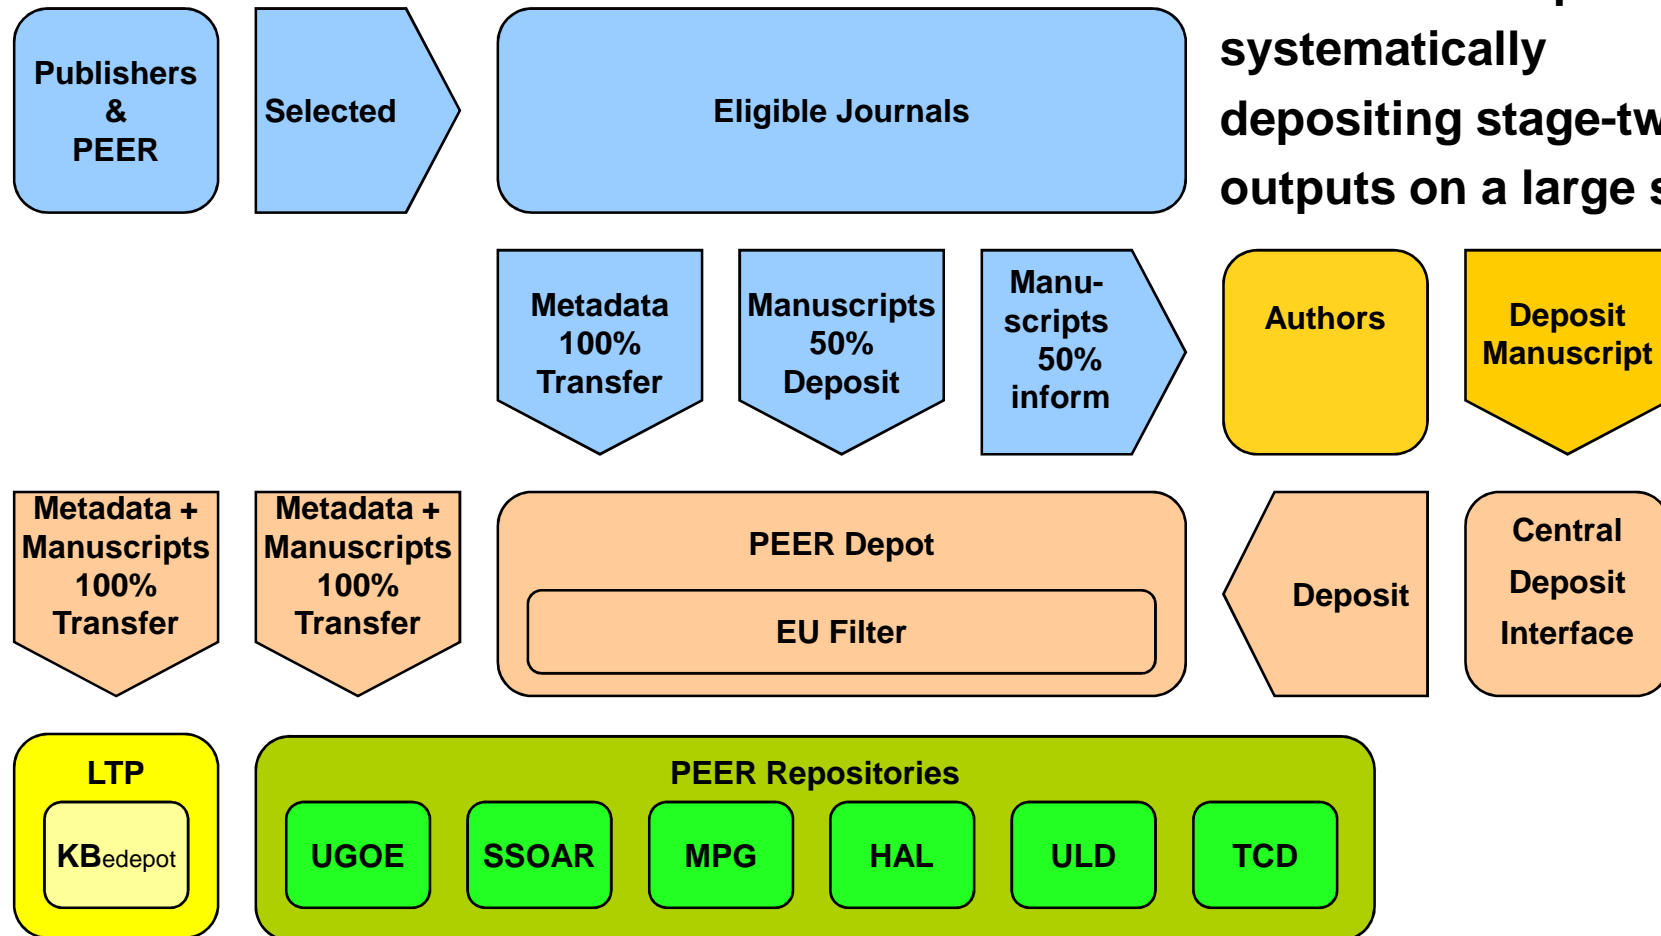 systematically
depositing stage-tw
outputs on a large s
Publishers
&
PEER
Selected
Eligible Journals
Metadata
100%
Transfer
Manuscripts
50%
Deposit
Manu-
scripts
50%
inform
Authors
Deposit
Manuscript
Metadata +
Manuscripts
100%
Transfer
Metadata +
Manuscripts
100%
Transfer
PEER Depot
EU Filter
Deposit
Central
Deposit
Interface
LTP
KBedepot
PEER Repositories
UGOE
SSOAR
MPG
HAL
ULD
TCD